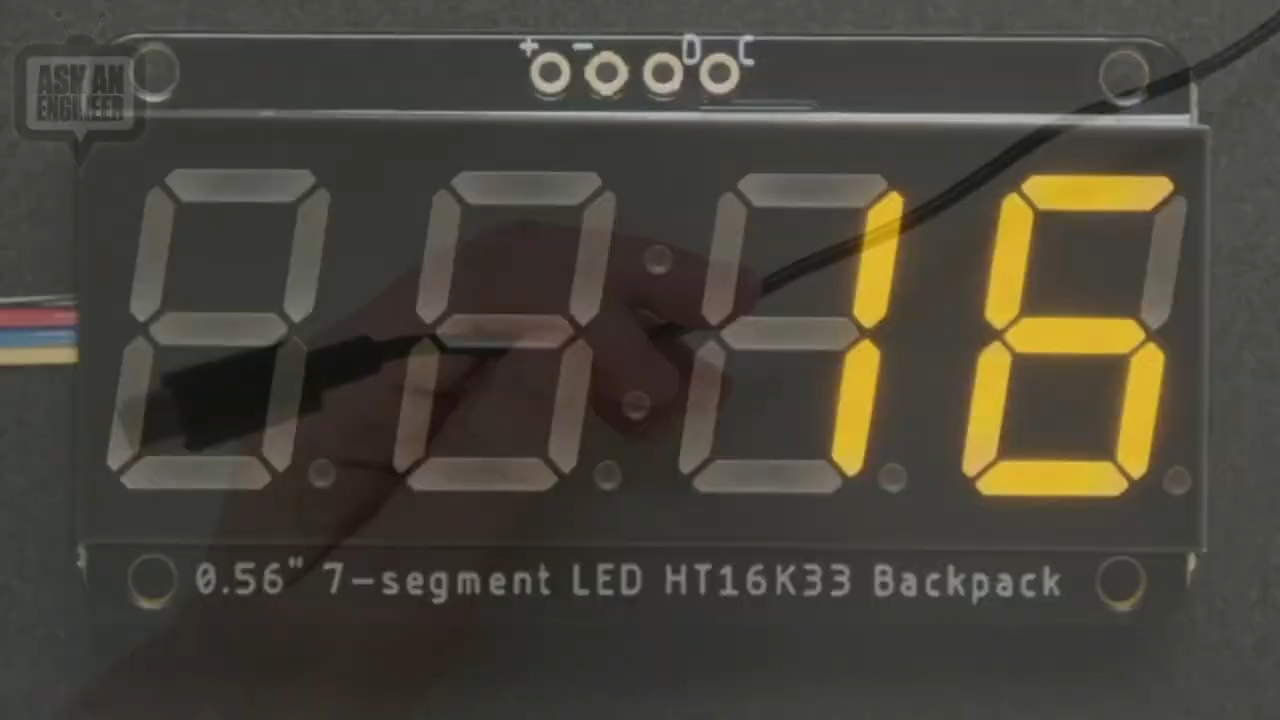 ASK AN
ENGINEER
+ - D C
16
0.56" 7-segment LED HT16K33 Backpack